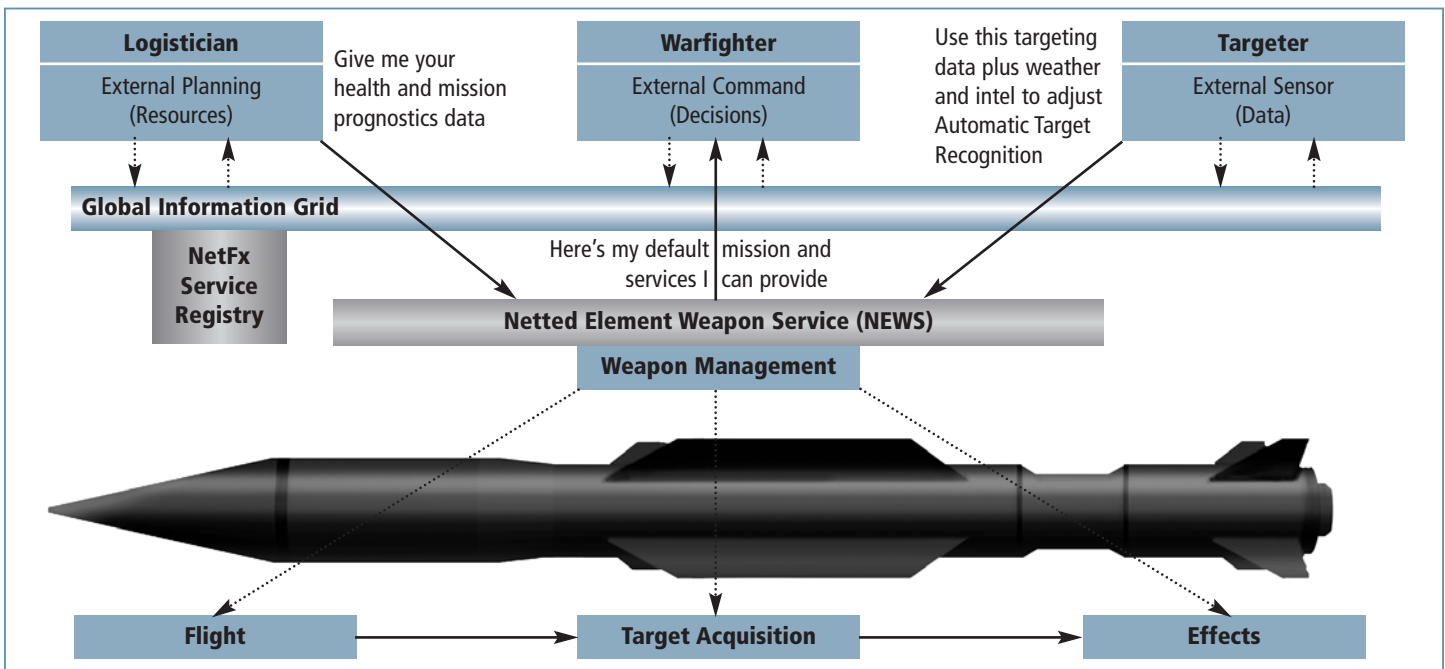 Logistician
External Planning
(Resources)
Give me your
health and mission
prognostics data
Warfighter
External Command
(Decisions)
Use this targeting
data plus weather
and intel to adjust
Automatic Target
Recognition
Targeter
External Sensor
(Data)
Global Information Grid
NetFx
Service
Registry
Here's my default mission and
services I can provide
Netted Element Weapon Service (NEWS)
Weapon Management
Flight
Target Acquisition
Effects